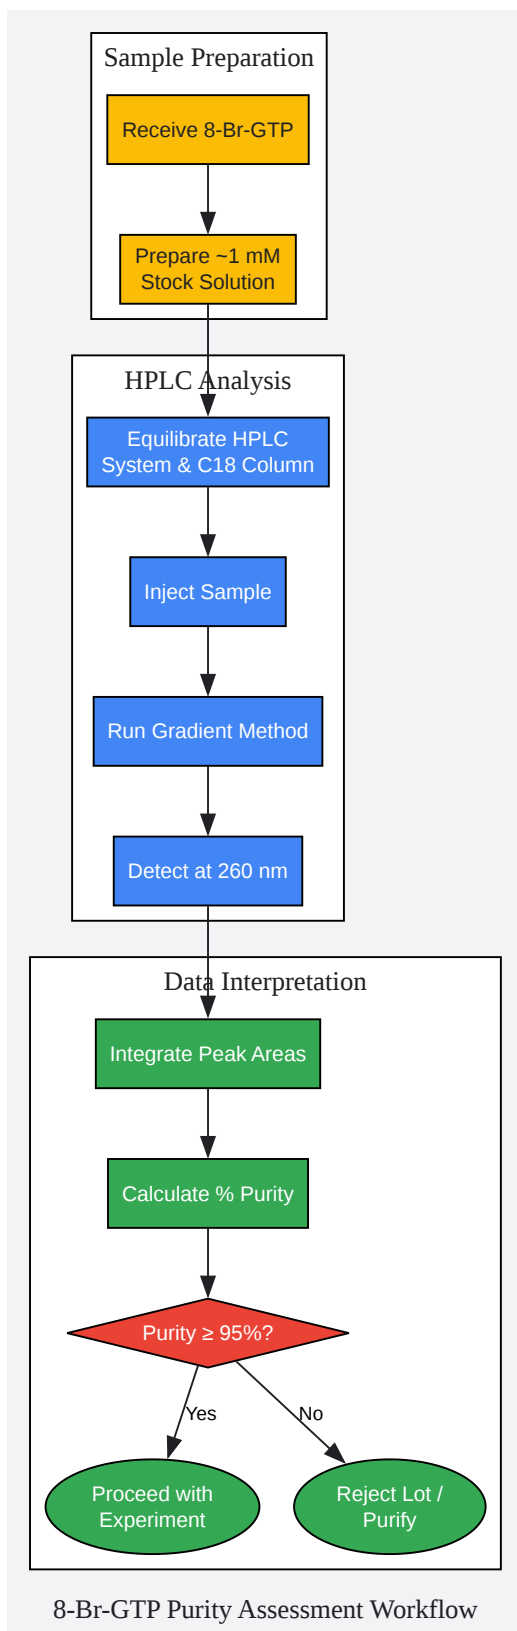 Sample Preparation
Receive 8-Br-GTP
Prepare ~1 mM
Stock Solution
HPLC Analysis
Equilibrate HPLC
System & C18 Column
Inject Sample
Run Gradient Method
Detect at 260 nm
Data Interpretation
Integrate Peak Areas
Calculate % Purity
Purity ≥ 95%?
Yes
No
Proceed with
Experiment
Reject Lot /
Purify
8-Br-GTP Purity Assessment Workflow